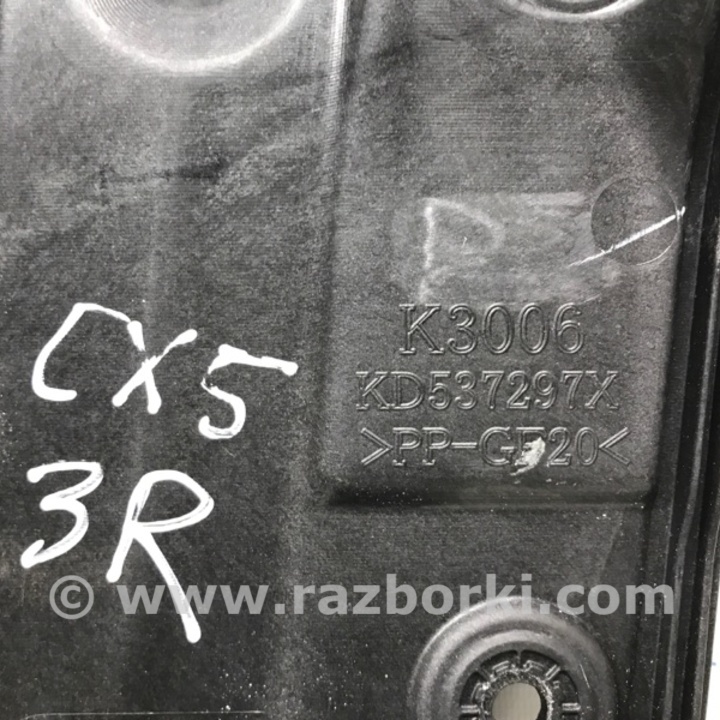 P
K3006
KD537297X
>PP-GF20<
CX5
3R
© www.razborki.com